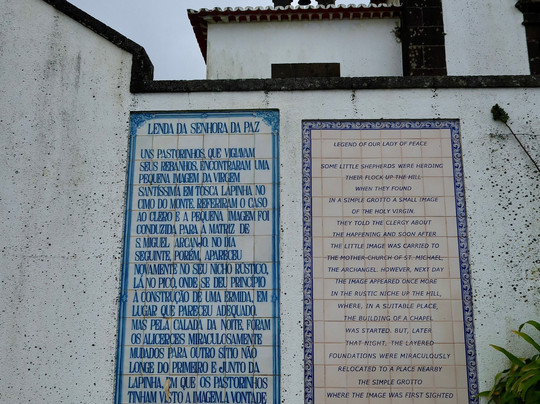 LENDA DA SENHORA DA PAZ
UNS PASTORINHOS, QUE VIGIAVAM
SEUS REBANHOS, ENCONTRARAM UMA
PEQUENA IMAGEM DA VIRGEM
SANTÍSSIMA EM TÔSCA LAPINHA NO
CIMO DO MONTE. REFERIRAM O CASO
AO CLERO E A PEQUENA IMAGEM FOI
CONDUZIDA PARA A MATRIZ DE
S. MIGUEL ARCANJO. NO DIA
SEGUINTE, PORÉM, APARECEU
NOVAMENTE NO SEU NICHO RÚSTICO,
LÁ NO PICO, ONDE SE DEU PRINCÍPIO
À CONSTRUÇÃO DE UMA ERMIDA, EM
LUGAR QUE PARECEU ADEQUADO.
MAS PELA CALADA DA NOITE, FORAM
OS ALICERCES MIRACULOSAMENTE
MUDADOS PARA OUTRO SÍTIO NÃO
LONGE DO PRIMEIRO E JUNTO DA
LAPINHA, EM QUE OS PASTORINHOS
TINHAM VISTO A IMAGEM À VONTADE
LEGEND OF OUR LADY OF PEACE
SOME LITTLE SHEPHERDS WERE HERDING
THEIR FLOCK UP-THE-HILL
WHEN THEY FOUND
IN A SIMPLE GROTTO A SMALL IMAGE
OF THE HOLY VIRGIN.
THEY TOLD THE CLERGY ABOUT
THE HAPPENING AND SOON AFTER
THE LITTLE IMAGE WAS CARRIED TO
THE MOTHER-CHURCH OF ST. MICHAEL,
THE ARCHANGEL. HOWEVER, NEXT DAY
THE IMAGE APPEARED ONCE MORE
IN THE RUSTIC NICHE UP THE HILL,
WHERE, IN A SUITABLE PLACE,
THE BUILDING OF A CHAPEL
WAS STARTED. BUT, LATER
THAT-NIGHT, THE LAYERED
FOUNDATIONS WERE MIRACULOUSLY
RELOCATED TO A PLACE NEARBY
THE SIMPLE GROTTO
WHERE THE IMAGE WAS FIRST SIGHTED